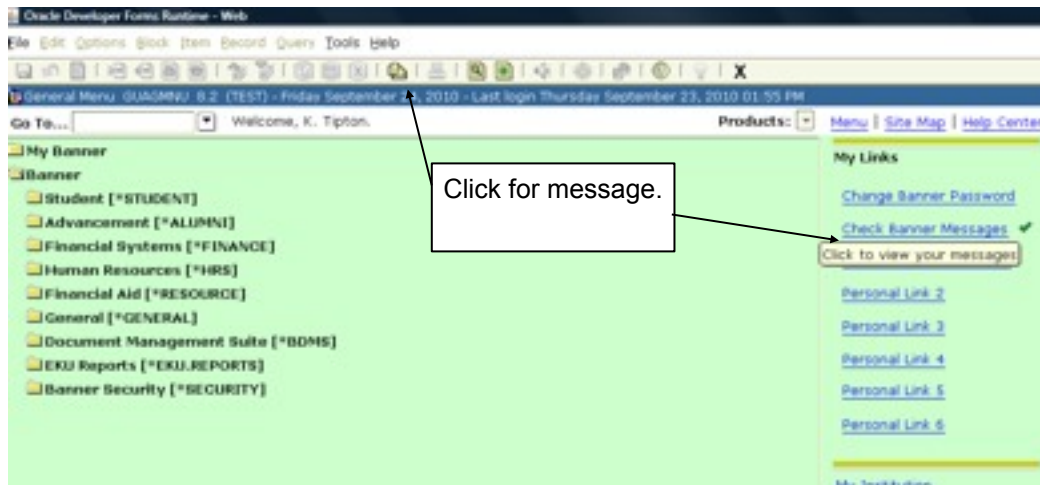 Oracle Developer Forms Runtime - Web
File Edit Options Block Item Record Query Tools Help
General Menu GUAGMNU 8.2 (TEST) - Friday September 2, 2010 - Last login Thursday September 23, 2010 01:55 PM
Go To... Welcome, K. Tipton. Products: Menu | Site Map | Help Center
My Banner
Banner
Student [*STUDENT]
Advancement [*ALUMNI]
Financial Systems [*FINANCE]
Human Resources [*HRS]
Financial Aid [*RESOURCE]
General [*GENERAL]
Document Management Suite [*BDMS]
EKU Reports [*EKU.REPORTS]
Banner Security [*SECURITY]
Click for message.
My Links
Change Banner Password
Check Banner Messages
Click to view your messages
Personal Link 2
Personal Link 3
Personal Link 4
Personal Link 5
Personal Link 6
My Institution